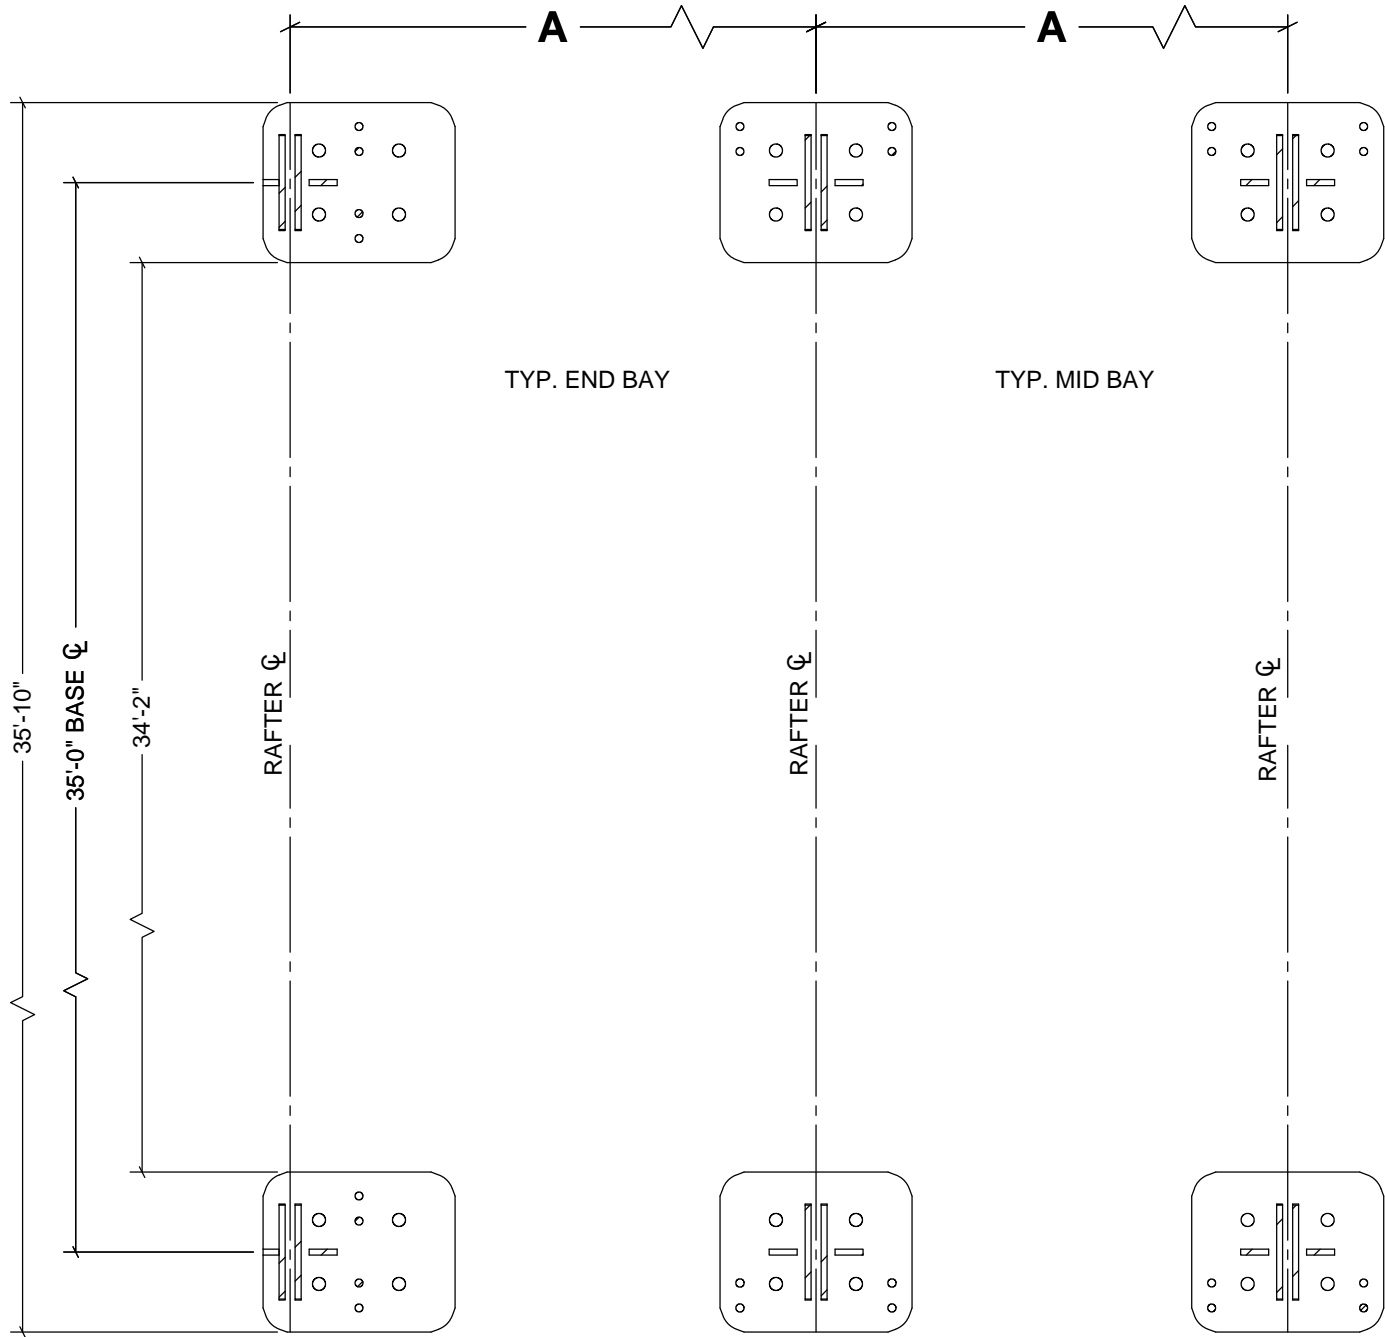 A
A
TYP. END BAY
TYP. MID BAY
35'-10"
35'-0" BASE ℄
34'-2"
RAFTER ℄
RAFTER ℄
RAFTER ℄